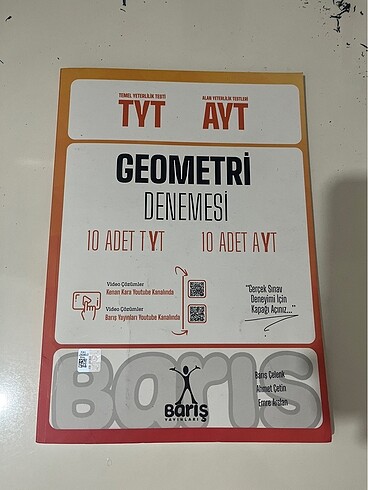 TEMEL YETERLİLİK TESTİ
TYT
ALAN YETERLİLİK TESTLERİ
AYT
GEOMETRİ
DENEMESİ
10 ADET TYT
10 ADET AYT
Video Çözümler
Kenan Kara Youtube Kanalında
Video Çözümler
Barış Yayınları Youtube Kanalında
"Gerçek Sınav
Deneyimi İçin
Kapağı Açınız..."
Barış
Barış
YAYINLARI
Barış Çelenk
Ahmet Çetin
Emre Arslan